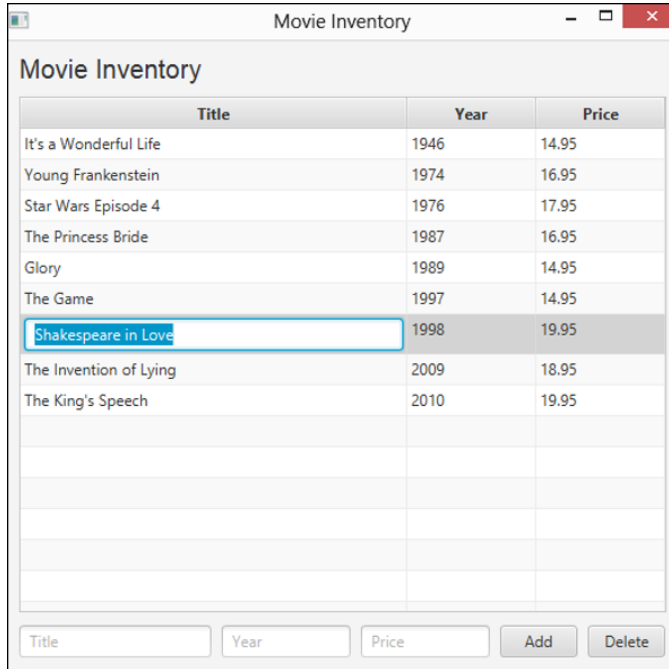 Movie Inventory
Movie Inventory
Title Year Price
It's a Wonderful Life 1946 14.95
Young Frankenstein 1974 16.95
Star Wars Episode 4 1976 17.95
The Princess Bride 1987 16.95
Glory 1989 14.95
The Game 1997 14.95
Shakespeare in Love 1998 19.95
The Invention of Lying 2009 18.95
The King's Speech 2010 19.95
Title Year Price Add Delete